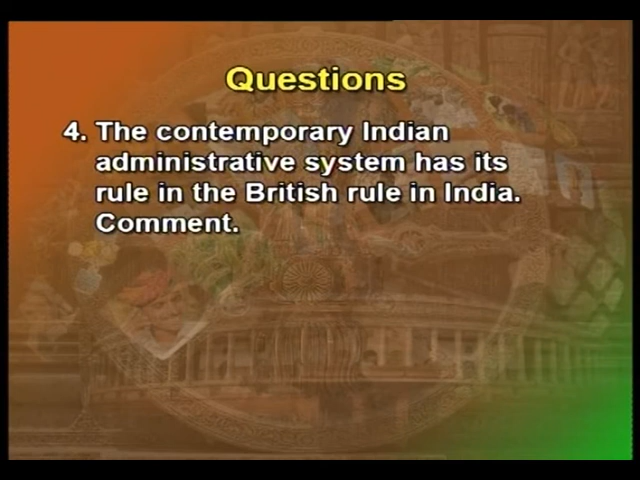 Questions
4. The contemporary Indian
administrative system has its
rule in the British rule in India.
Comment.